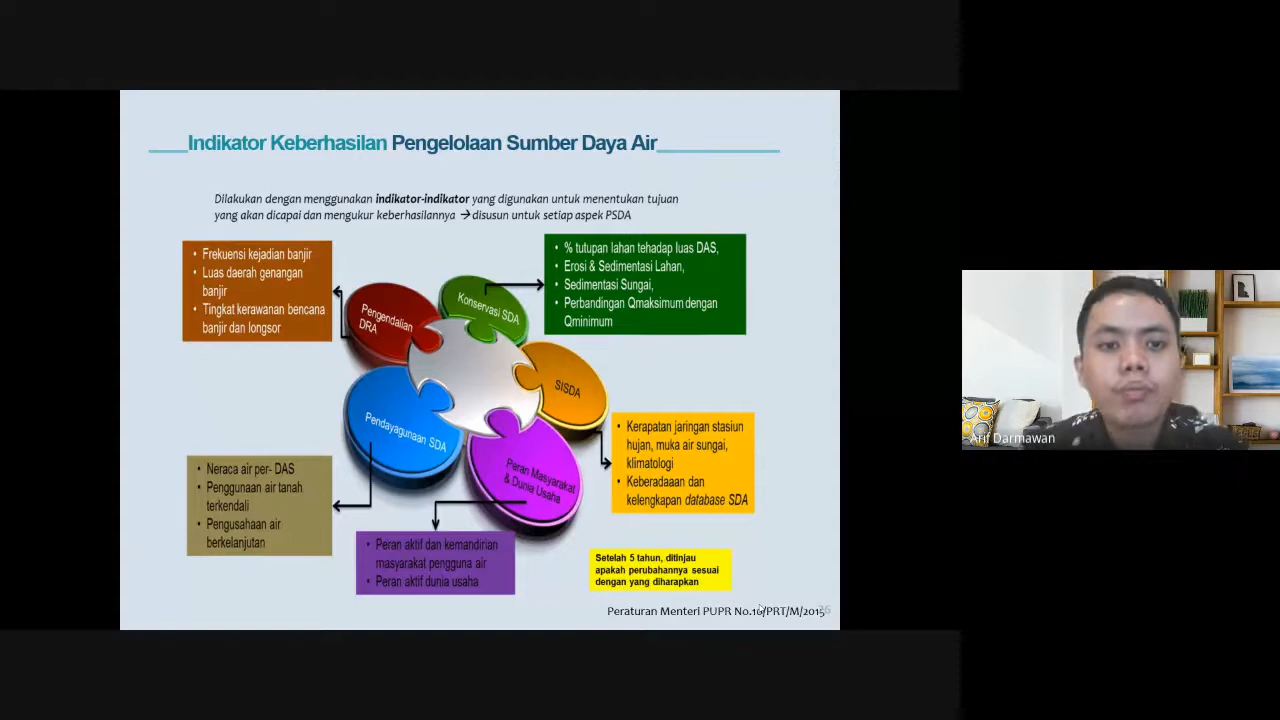 Indikator Keberhasilan Pengelolaan Sumber Daya Air
Dilakukan dengan menggunakan indikator-indikator yang digunakan untuk menentukan tujuan
yang akan dicapai dan mengukur keberhasilannya → disusun untuk setiap aspek PSDA
• Frekuensi kejadian banjir
• Luas daerah genangan
banjir
• Tingkat kerawanan bencana
banjir dan longsor
Pengendalian
DRA
Konservasi SDA
• % tutupan lahan tehadap luas DAS,
• Erosi & Sedimentasi Lahan,
• Sedimentasi Sungai,
• Perbandingan Qmaksimum dengan
Qminimum
SISDA
Pendayagunaan SDA
Peran Masyarakat
& Dunia Usaha
• Kerapatan jaringan stasiun
hujan, muka air sungai,
klimatologi
• Keberadaaan dan
kelengkapan database SDA
• Neraca air per- DAS
• Penggunaan air tanah
terkendali
• Pengusahaan air
berkelanjutan
• Peran aktif dan kemandirian
masyarakat pengguna air
• Peran aktif dunia usaha
Setelah 5 tahun, ditinjau
apakah perubahannya sesuai
dengan yang diharapkan
Peraturan Menteri PUPR No.10/PRT/M/2015
36
Arif Darmawan